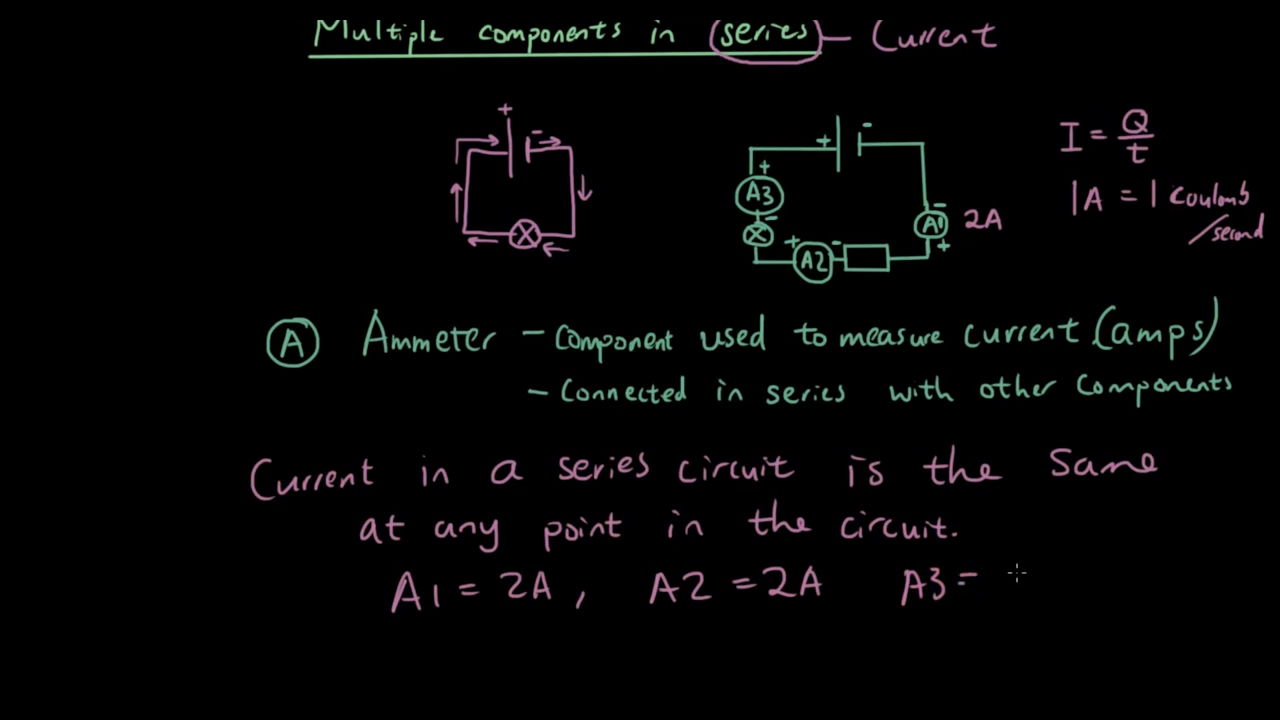 Multiple components in series - Current
+ -
+ -
I = Q/t
1A = 1 Coulomb
/second
+
A3
-
+ A2 -
-
A1 2A
+
A Ammeter - Component used to measure current (amps)
- Connected in series with other components
Current in a series circuit is the same
at any point in the circuit.
A1 = 2A, A2 = 2A A3 =